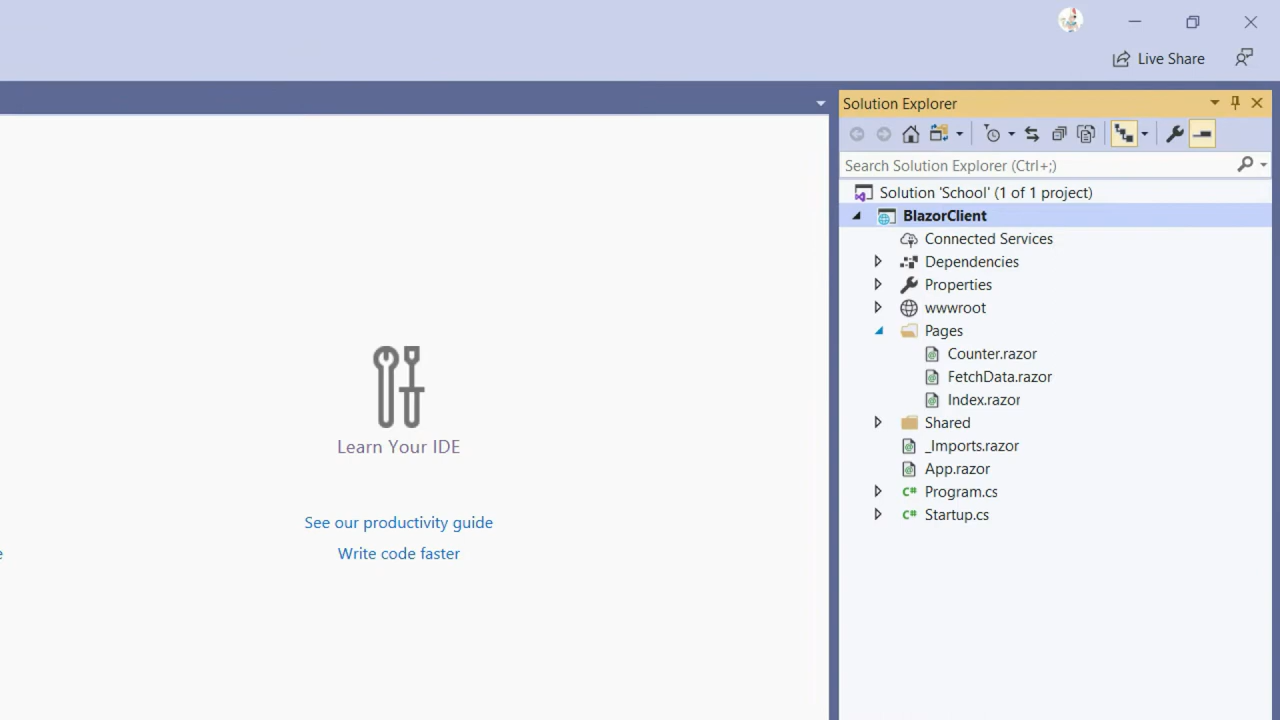 Live Share
Solution Explorer
Search Solution Explorer (Ctrl+;)
Solution 'School' (1 of 1 project)
BlazorClient
Connected Services
Dependencies
Properties
wwwroot
Pages
Counter.razor
FetchData.razor
Index.razor
Shared
_Imports.razor
App.razor
C# Program.cs
C# Startup.cs
Learn Your IDE
See our productivity guide
Write code faster
e